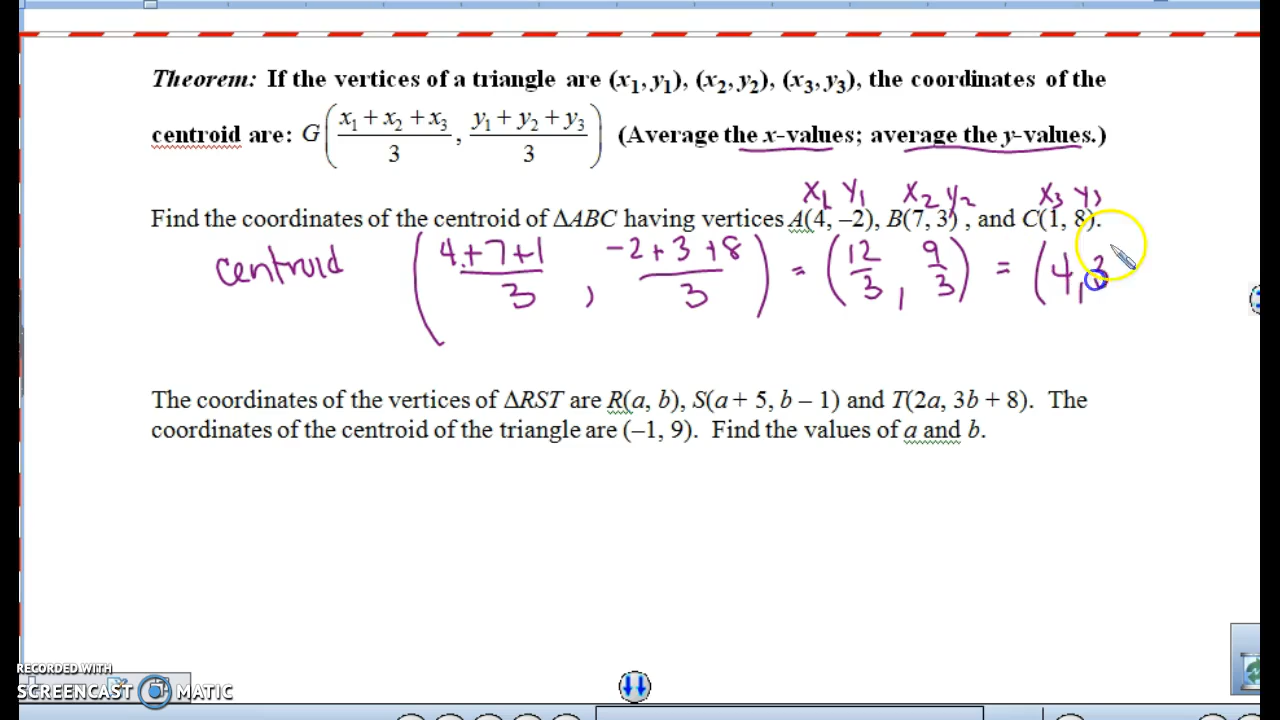 Theorem: If the vertices of a triangle are (x₁, y₁), (x₂, y₂), (x₃, y₃), the coordinates of the
centroid are: G( (x₁ + x₂ + x₃)/3 , (y₁ + y₂ + y₃)/3 ) (Average the x-values; average the y-values.)
x₁ y₁ x₂ y₂ x₃ y₃
Find the coordinates of the centroid of ΔABC having vertices A(4, –2), B(7, 3) , and C(1, 8).
centroid ( (4+7+1)/3 , (-2+3+8)/3 ) = ( 12/3 , 9/3 ) = (4, 3
The coordinates of the vertices of ΔRST are R(a, b), S(a + 5, b – 1) and T(2a, 3b + 8). The
coordinates of the centroid of the triangle are (–1, 9). Find the values of a and b.
RECORDED WITH
SCREENCAST MATIC